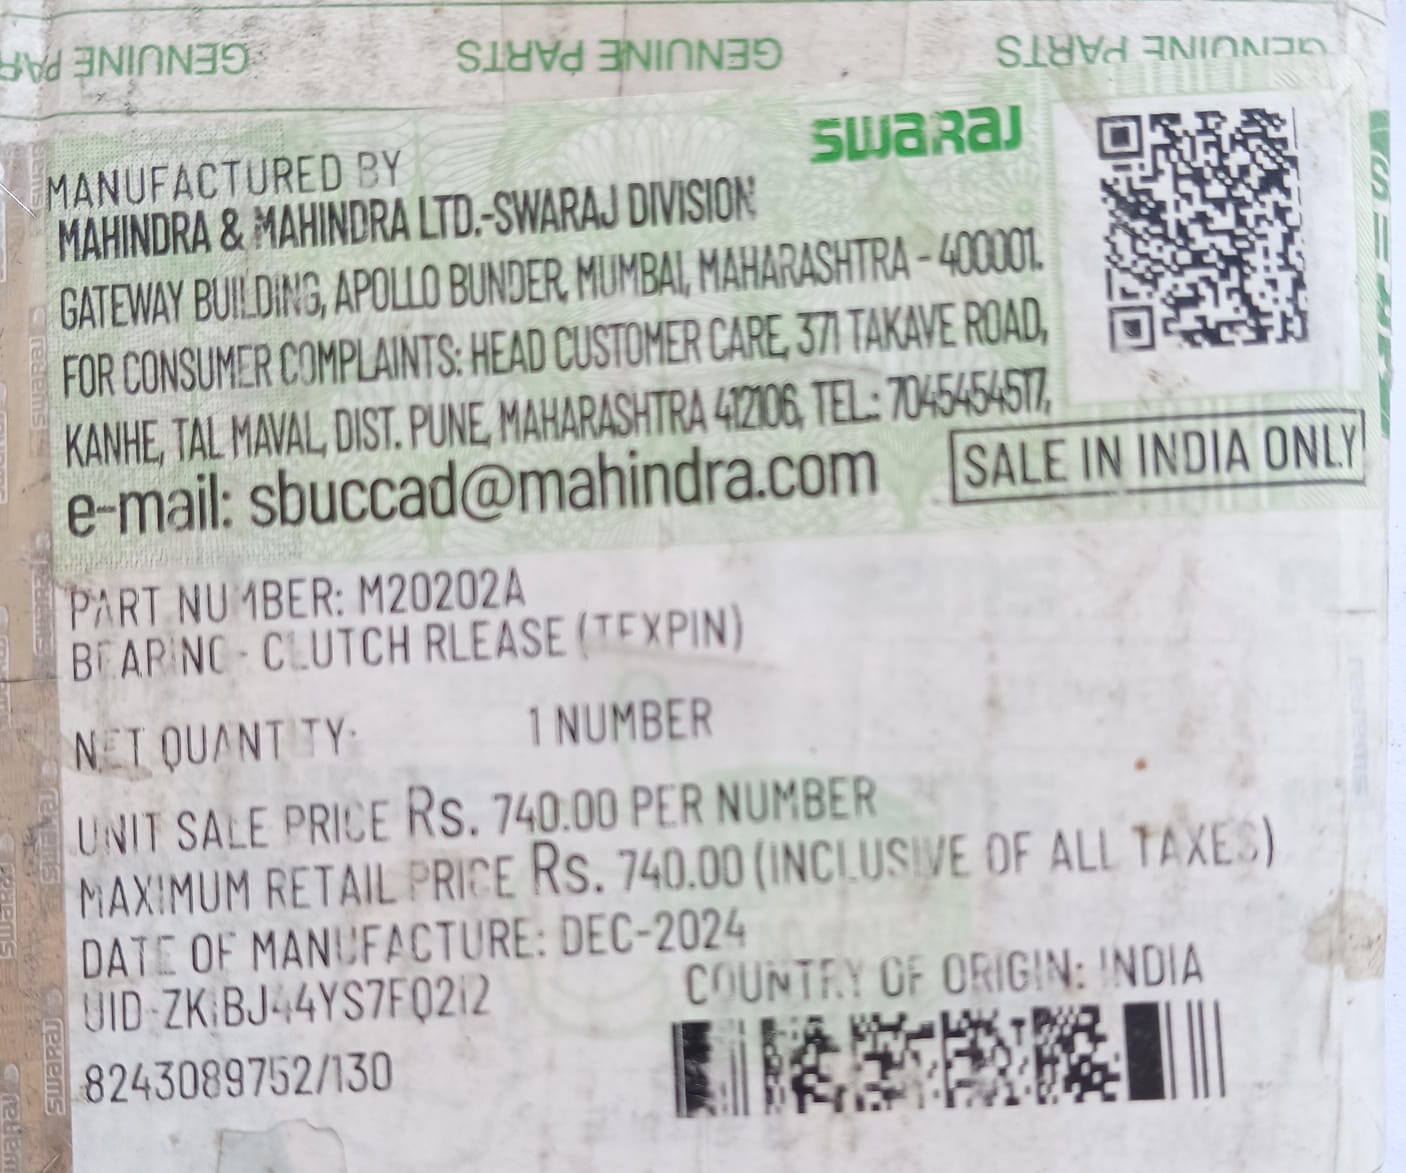 GENUINE PARTS GENUINE PARTS GENUINE PARTS
swaraj
MANUFACTURED BY
MAHINDRA & MAHINDRA LTD.-SWARAJ DIVISION
GATEWAY BUILDING, APOLLO BUNDER, MUMBAI, MAHARASHTRA - 400001.
FOR CONSUMER COMPLAINTS: HEAD CUSTOMER CARE, 371 TAKAVE ROAD,
KANHE, TAL MAVAL, DIST. PUNE, MAHARASHTRA 412106, TEL.: 7045454517,
e-mail: sbuccad@mahindra.com
SALE IN INDIA ONLY
PART NUMBER: M20202A
BEARING - CLUTCH RLEASE (TEXPIN)
NET QUANTITY: 1 NUMBER
UNIT SALE PRICE Rs. 740.00 PER NUMBER
MAXIMUM RETAIL PRICE Rs. 740.00 (INCLUSIVE OF ALL TAXES)
DATE OF MANUFACTURE: DEC-2024
COUNTRY OF ORIGIN: INDIA
8243089752/130